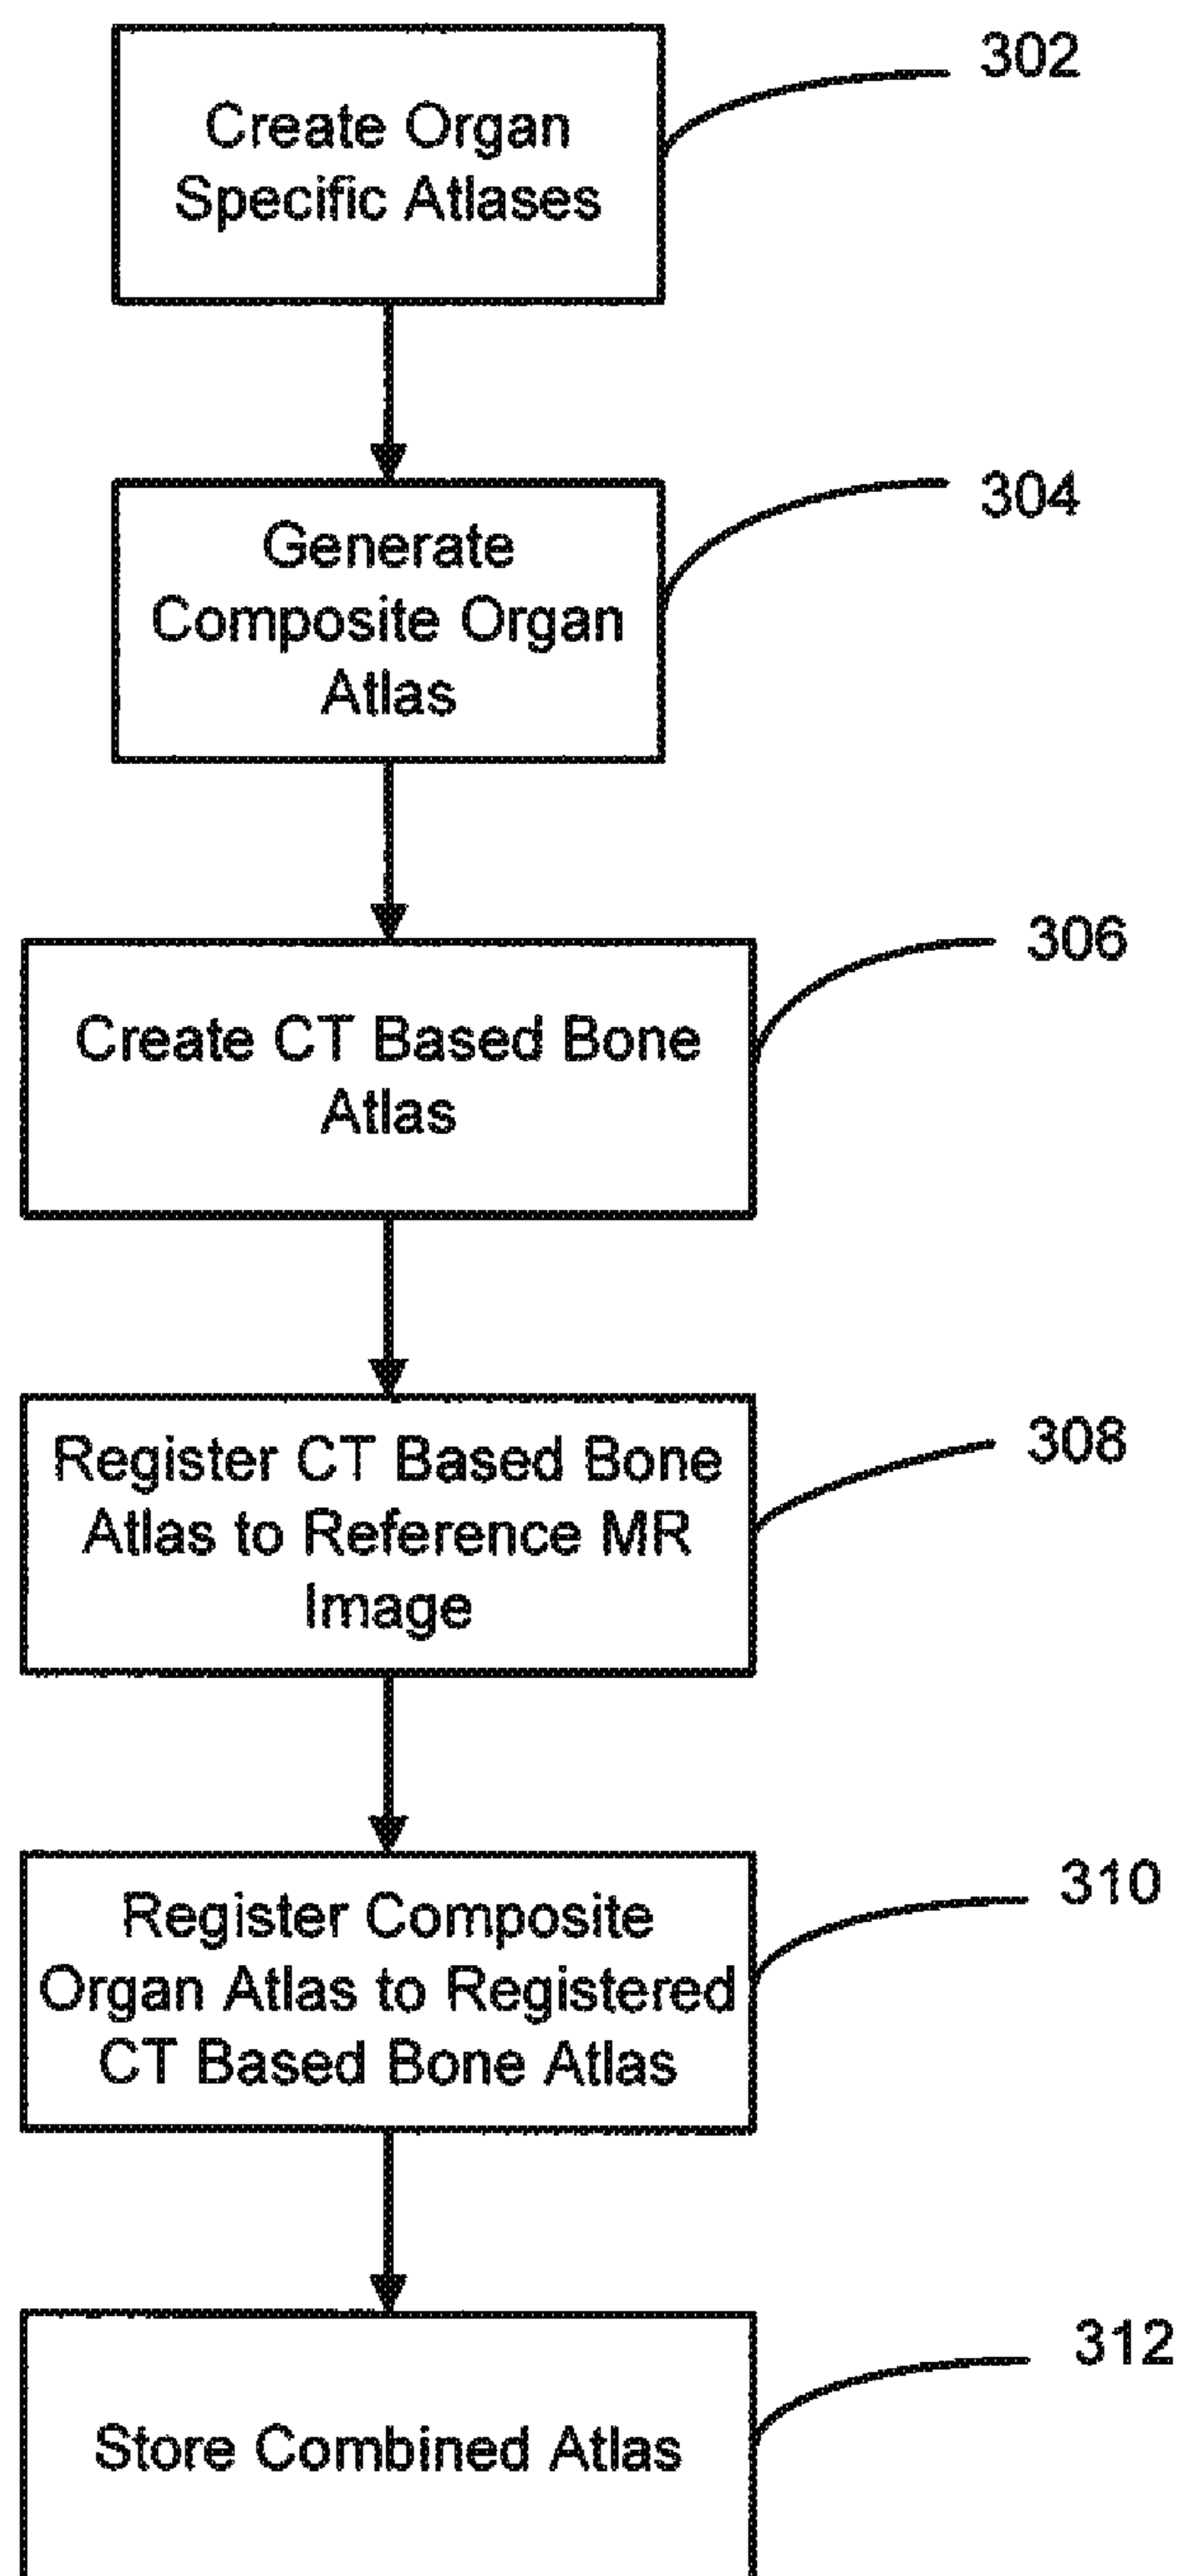 Create Organ
Specific Atlases
302
Generate
Composite Organ
Atlas
304
Create CT Based Bone
Atlas
306
Register CT Based Bone
Atlas to Reference MR
Image
308
Register Composite
Organ Atlas to Registered
CT Based Bone Atlas
310
Store Combined Atlas
312